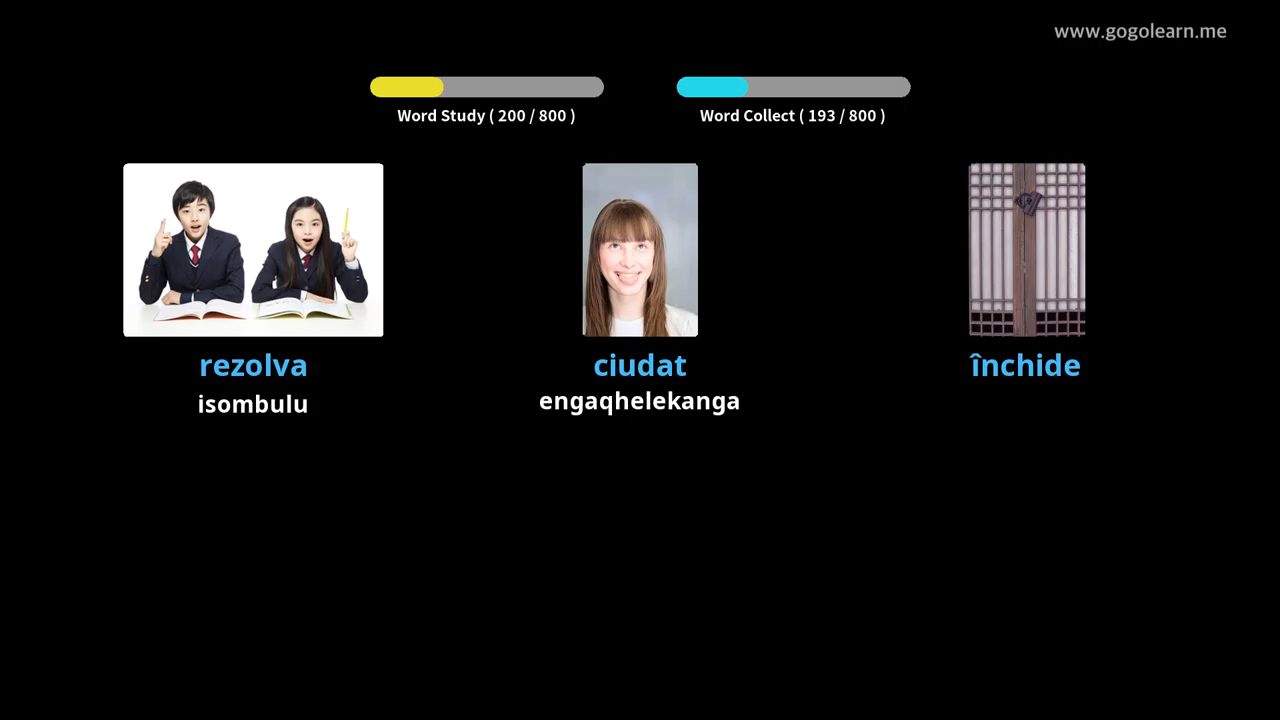 www.gogolearn.me
Word Study ( 200 / 800 )
Word Collect ( 193 / 800 )
rezolva
isombulu
ciudat
engaqhelekanga
închide